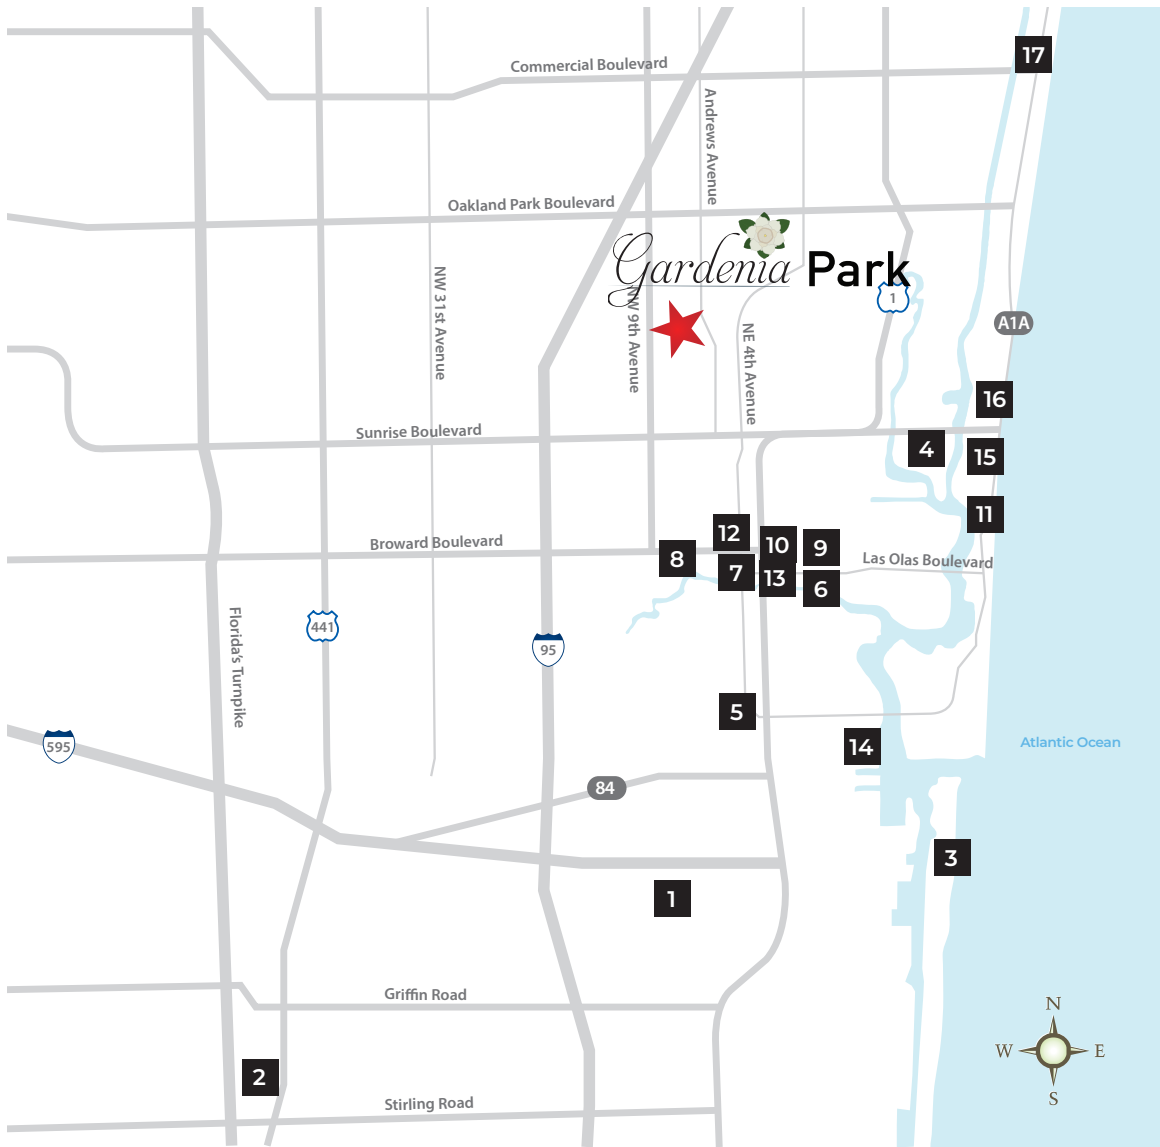 17
Commercial Boulevard
Andrews Avenue
Oakland Park Boulevard
Gardenia Park
NW 31st Avenue
NW 9th Avenue
1
A1A
NE 4th Avenue
16
Sunrise Boulevard
4
15
11
12
10
9
Broward Boulevard
8
7
13
6
Las Olas Boulevard
Florida's Turnpike
441
95
5
595
14
Atlantic Ocean
84
3
1
Griffin Road
N
W
E
S
2
Stirling Road